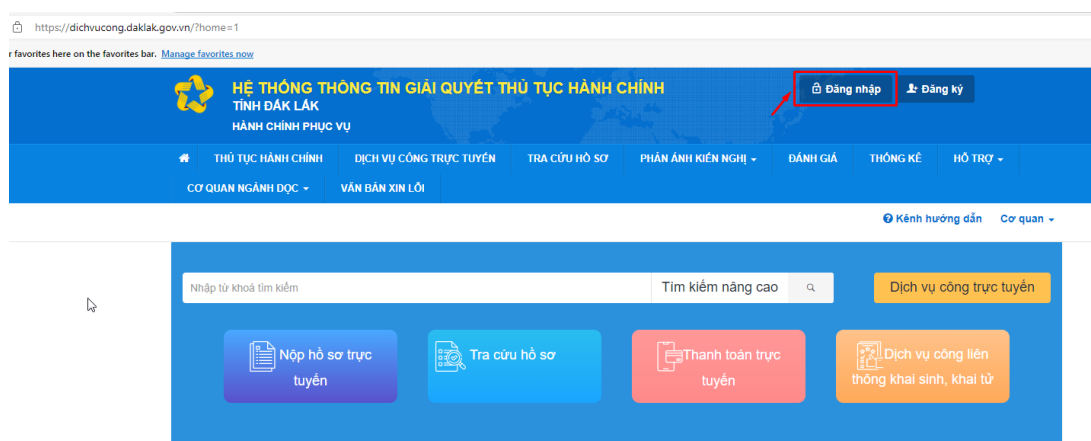 https://dichvucong.daklak.gov.vn/?home=1
r favorites here on the favorites bar. Manage favorites now
HỆ THỐNG THÔNG TIN GIẢI QUYẾT THỦ TỤC HÀNH CHÍNH
TỈNH ĐẮK LẮK
HÀNH CHÍNH PHỤC VỤ
Đăng nhập
Đăng ký
THỦ TỤC HÀNH CHÍNH DỊCH VỤ CÔNG TRỰC TUYẾN TRA CỨU HỒ SƠ PHẢN ÁNH KIẾN NGHỊ ĐÁNH GIÁ THỐNG KÊ HỖ TRỢ
CƠ QUAN NGÀNH DỌC VĂN BẢN XIN LỖI
Kênh hướng dẫn Cơ quan
Nhập từ khoá tìm kiếm Tìm kiếm nâng cao Dịch vụ công trực tuyến
Nộp hồ sơ trực
tuyến
Tra cứu hồ sơ
Thanh toán trực
tuyến
Dịch vụ công liên
thông khai sinh, khai tử